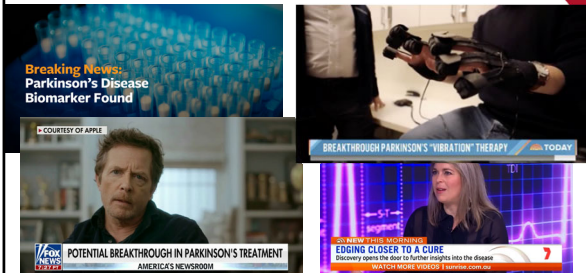 Breaking News:
Parkinson's Disease
Biomarker Found
BREAKTHROUGH PARKINSON'S "VIBRATION" THERAPY
TODAY
COURTESY OF APPLE
FOX
NEWS
POTENTIAL BREAKTHROUGH IN PARKINSON'S TREATMENT
AMERICA'S NEWSROOM
S-T
segment
NEW THIS MORNING
EDGING CLOSER TO A CURE
Discovery opens the door to further insights into the disease
WATCH MORE VIDEOS | sunrise.com.au
7